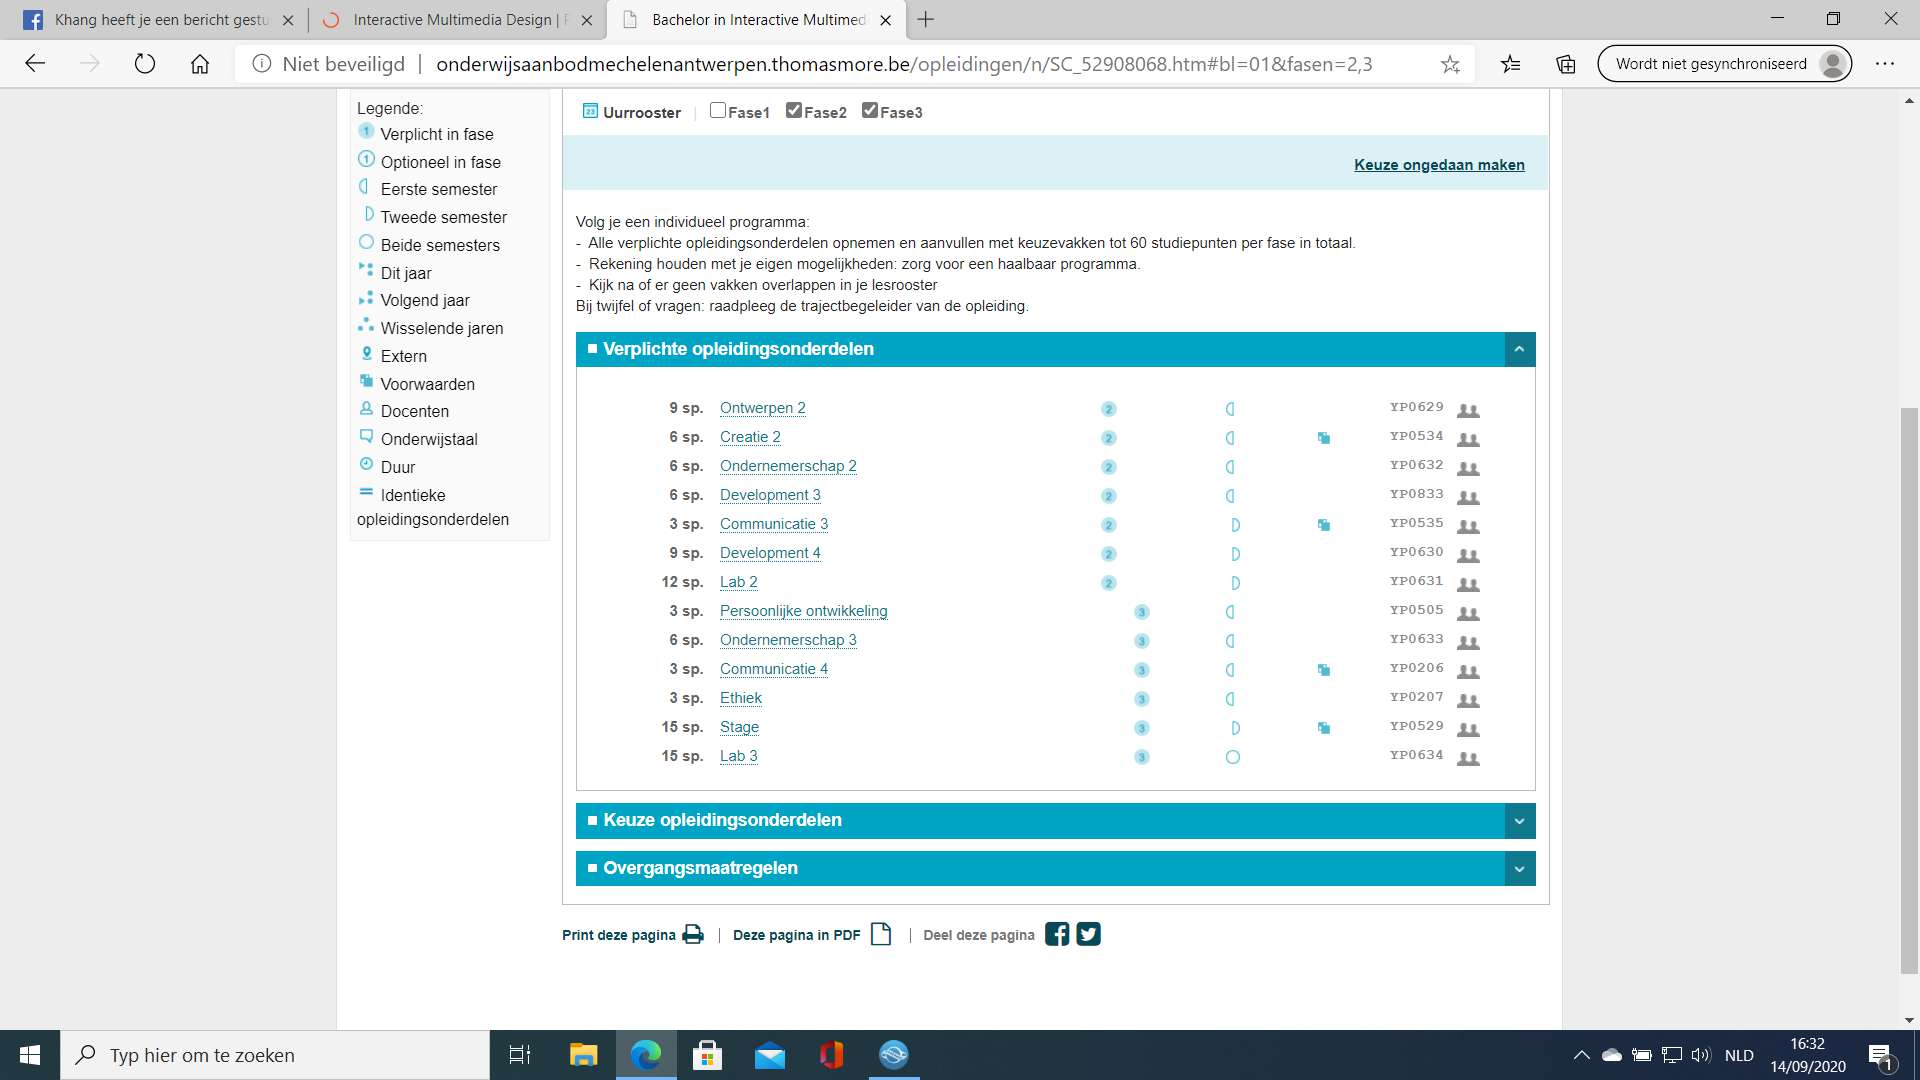 Khang heeft je een bericht gestu
Interactive Multimedia Design |
Bachelor in Interactive Multimed
Niet beveiligd | onderwijsaanbodmechelenantwerpen.thomasmore.be/opleidingen/n/SC_52908068.htm#bl=01&fasen=2,3
Wordt niet gesynchroniseerd
Legende:
1 Verplicht in fase
1 Optioneel in fase
Eerste semester
Tweede semester
Beide semesters
Dit jaar
Volgend jaar
Wisselende jaren
Extern
Voorwaarden
Docenten
Onderwijstaal
Duur
Identieke
opleidingsonderdelen
Uurrooster | Fase1 Fase2 Fase3
Keuze ongedaan maken
Volg je een individueel programma:
- Alle verplichte opleidingsonderdelen opnemen en aanvullen met keuzevakken tot 60 studiepunten per fase in totaal.
- Rekening houden met je eigen mogelijkheden: zorg voor een haalbaar programma.
- Kijk na of er geen vakken overlappen in je lesrooster
Bij twijfel of vragen: raadpleeg de trajectbegeleider van de opleiding.
Verplichte opleidingsonderdelen
9 sp. Ontwerpen 2 2 YP0629
6 sp. Creatie 2 2 YP0534
6 sp. Ondernemerschap 2 2 YP0632
6 sp. Development 3 2 YP0833
3 sp. Communicatie 3 2 YP0535
9 sp. Development 4 2 YP0630
12 sp. Lab 2 2 YP0631
3 sp. Persoonlijke ontwikkeling 3 YP0505
6 sp. Ondernemerschap 3 3 YP0633
3 sp. Communicatie 4 3 YP0206
3 sp. Ethiek 3 YP0207
15 sp. Stage 3 YP0529
15 sp. Lab 3 3 YP0634
Keuze opleidingsonderdelen
Overgangsmaatregelen
Print deze pagina | Deze pagina in PDF | Deel deze pagina
Typ hier om te zoeken
NLD
16:32
14/09/2020
1